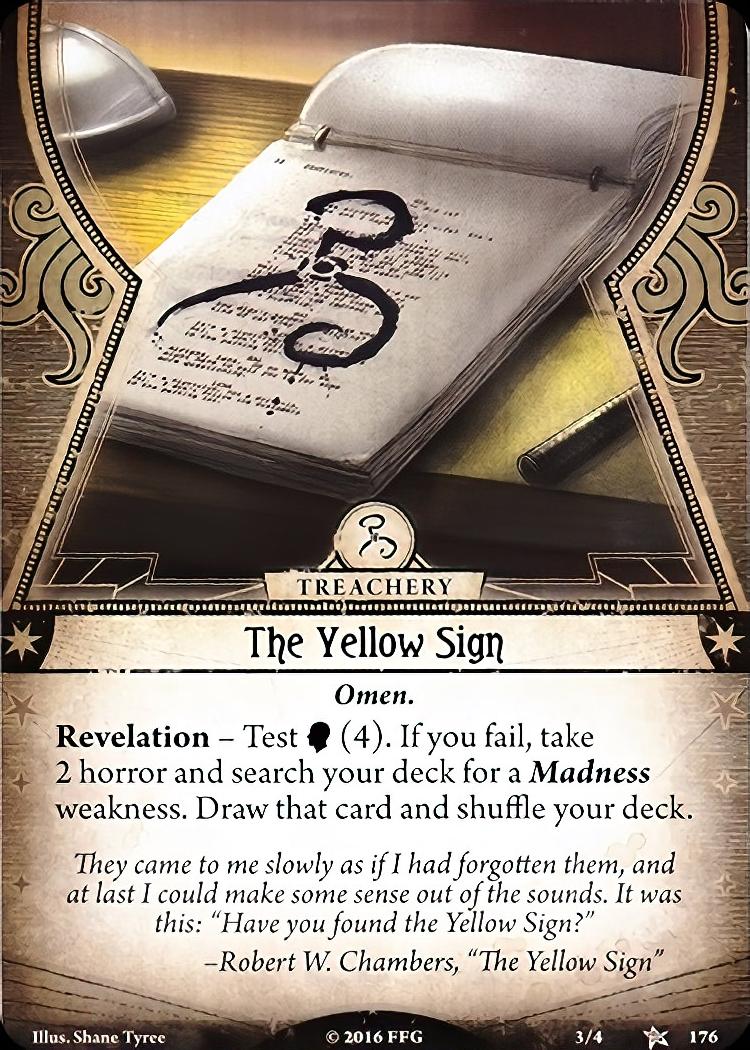 TREACHERY
The Yellow Sign
Omen.
Revelation – Test (4). If you fail, take
2 horror and search your deck for a Madness
weakness. Draw that card and shuffle your deck.
They came to me slowly as if I had forgotten them, and
at last I could make some sense out of the sounds. It was
this: “Have you found the Yellow Sign?”
–Robert W. Chambers, “The Yellow Sign”
Illus. Shane Tyree
© 2016 FFG
3/4
176